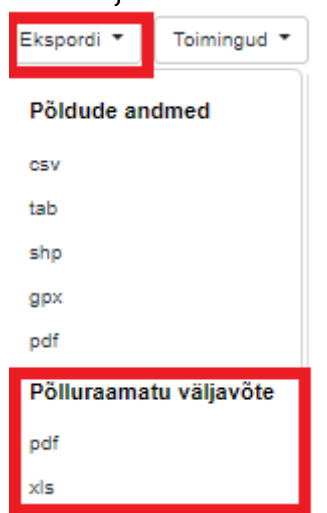 Ekspordi Toimingud
Põldude andmed
csv
tab
shp
gpx
pdf
Põlluraamatu väljavõte
pdf
xls